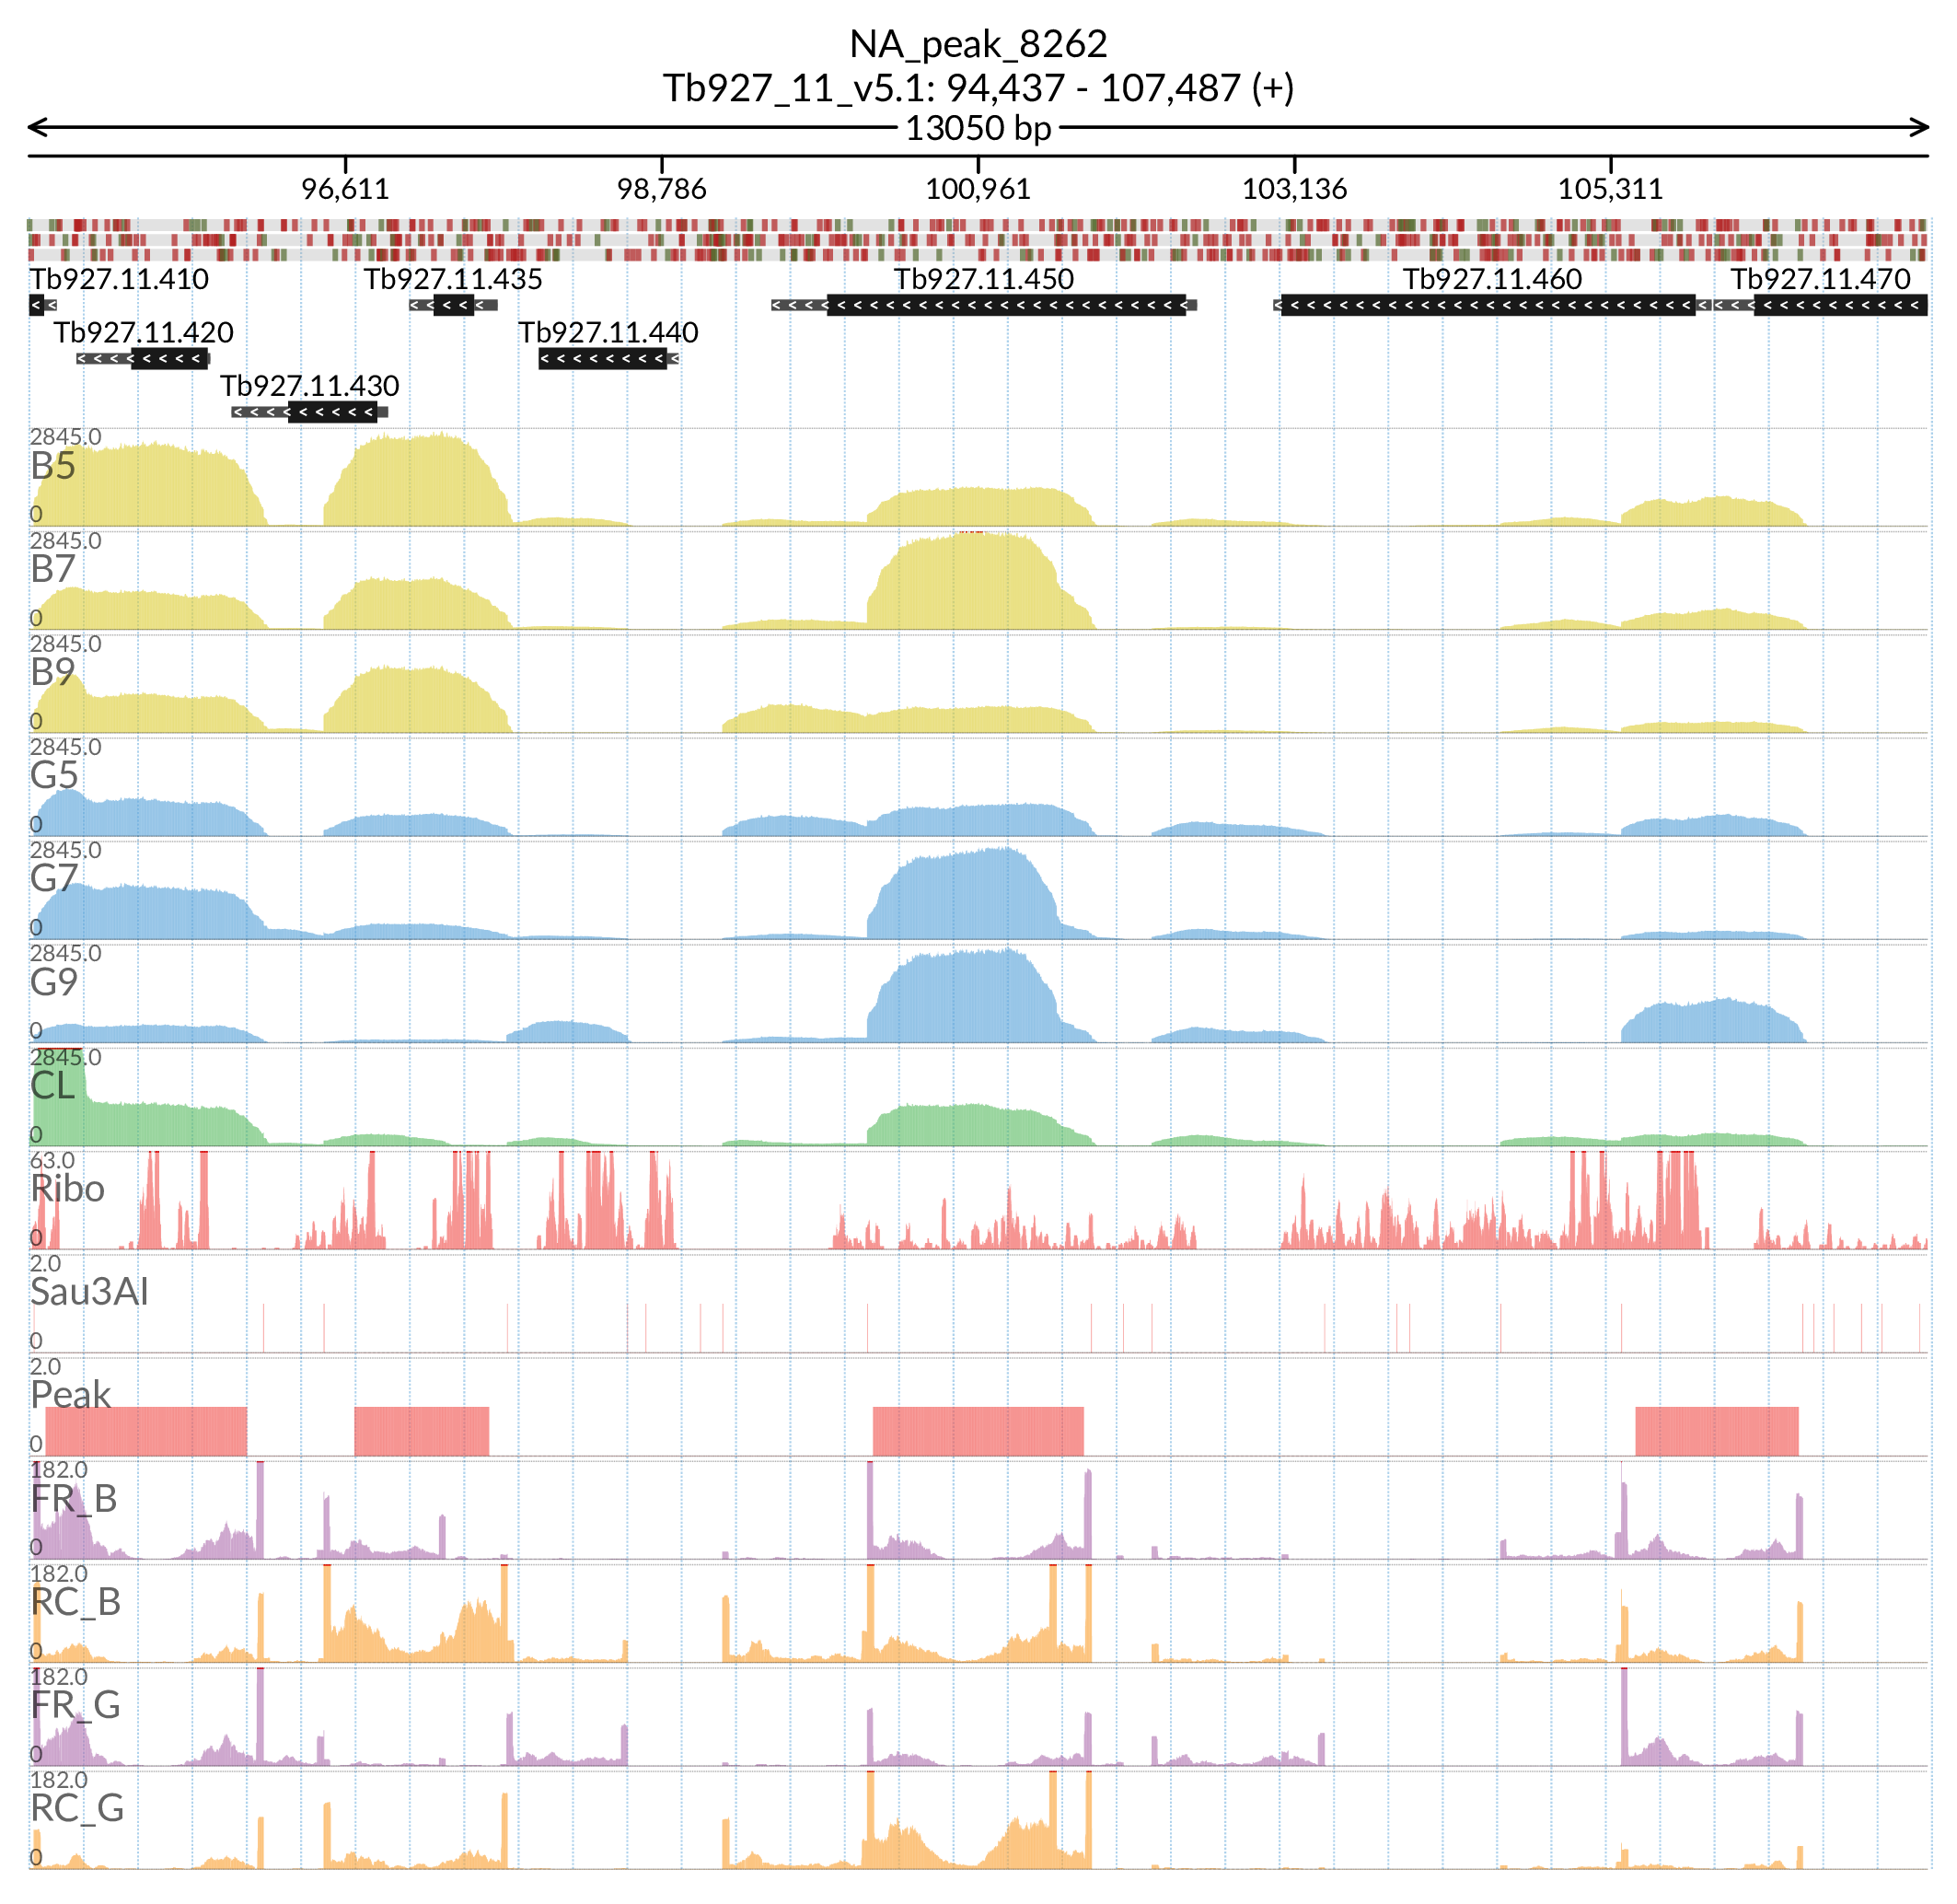 NA_peak_8262
Tb927_11_v5.1: 94,437 - 107,487 (+)
13050 bp
96,611 98,786 100,961 103,136 105,311
Tb927.11.410 Tb927.11.435 Tb927.11.450 Tb927.11.460 Tb927.11.470
Tb927.11.420 Tb927.11.440
Tb927.11.430
2845.0
B5
0
2845.0
B7
0
2845.0
B9
0
2845.0
G5
0
2845.0
G7
0
2845.0
G9
0
2845.0
CL
0
63.0
Ribo
0
2.0
Sau3AI
0
2.0
Peak
0
182.0
FR_B
0
182.0
RC_B
0
182.0
FR_G
0
182.0
RC_G
0